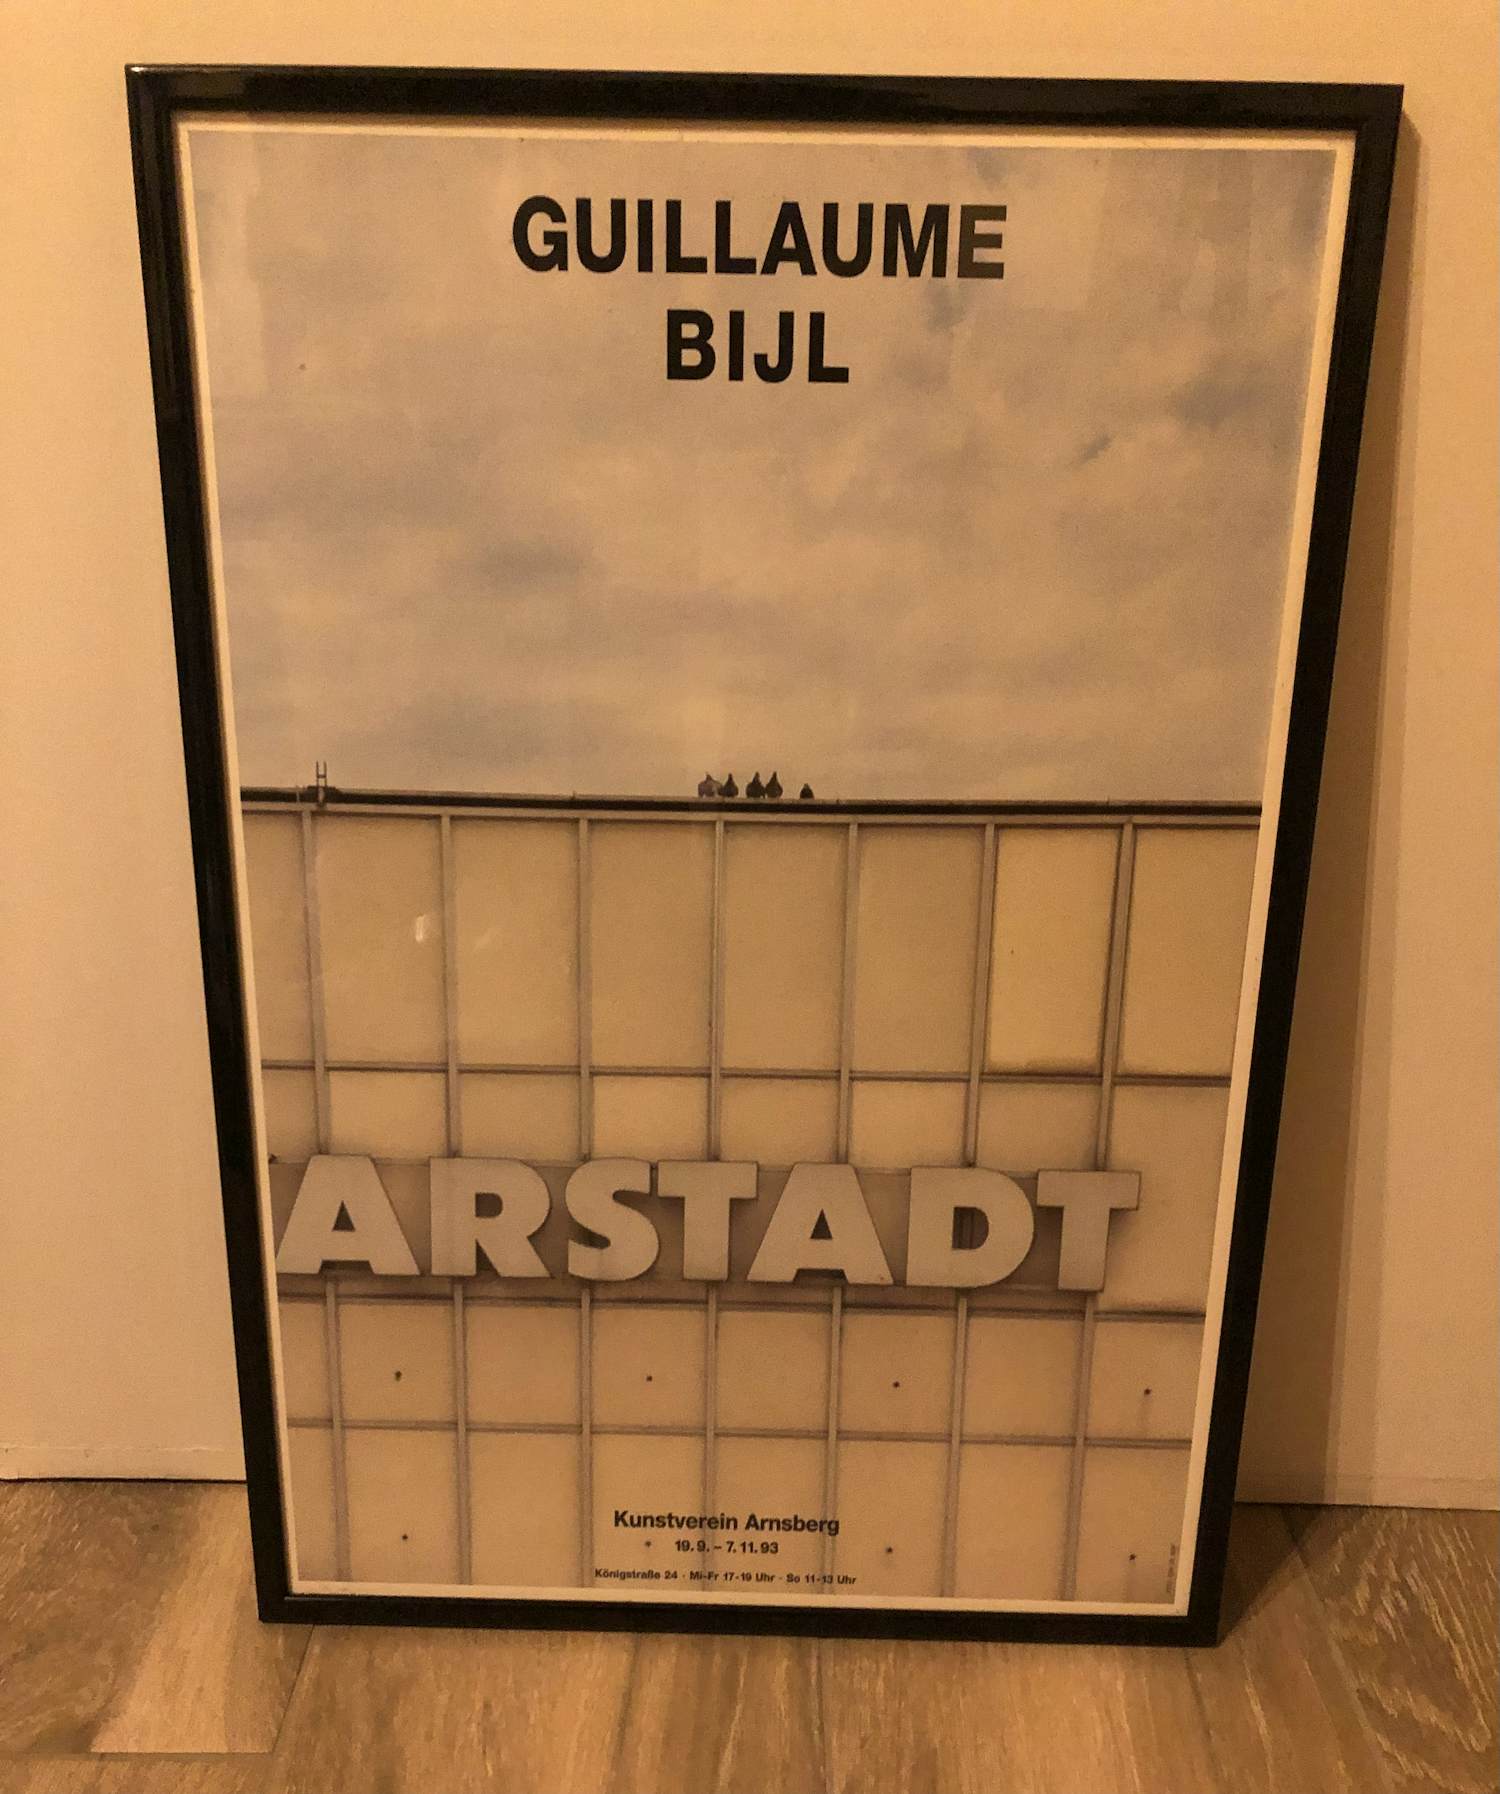 GUILLAUME
BIJL
ARSTADT
Kunstverein Arnsberg
19.9. – 7.11.93
Königstraße 24 · Mi-Fr 17-19 Uhr · So 11-13 Uhr